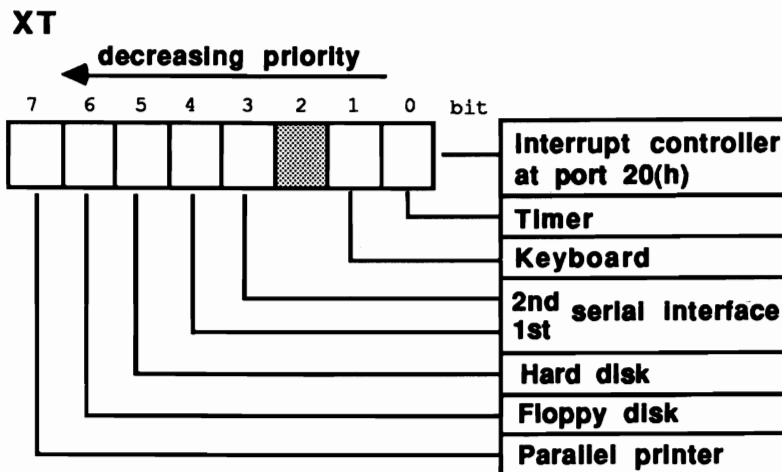 XT
decreasing priority
7 6 5 4 3 2 1 0 bit
Interrupt controller
at port 20(h)
Timer
Keyboard
2nd
1st serial interface
Hard disk
Floppy disk
Parallel printer